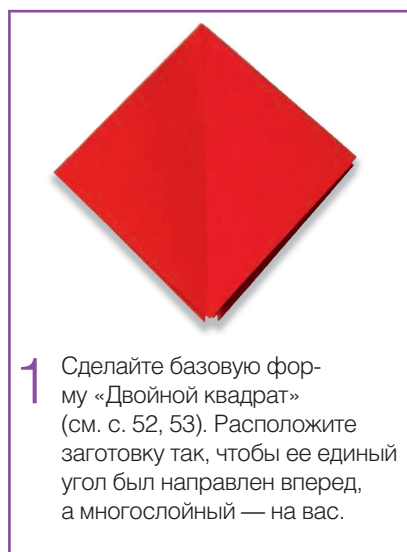 1 Сделайте базовую фор-
му «Двойной квадрат»
(см. с. 52, 53). Расположите
заготовку так, чтобы ее единый
угол был направлен вперед,
а многослойный — на вас.